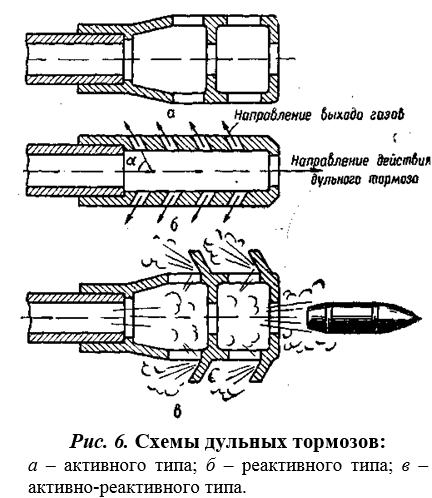 а
Направление выхода газов
α
Направление действия
дульного тормоза
б
в
Рис. 6. Схемы дульных тормозов:
а – активного типа; б – реактивного типа; в –
активно-реактивного типа.